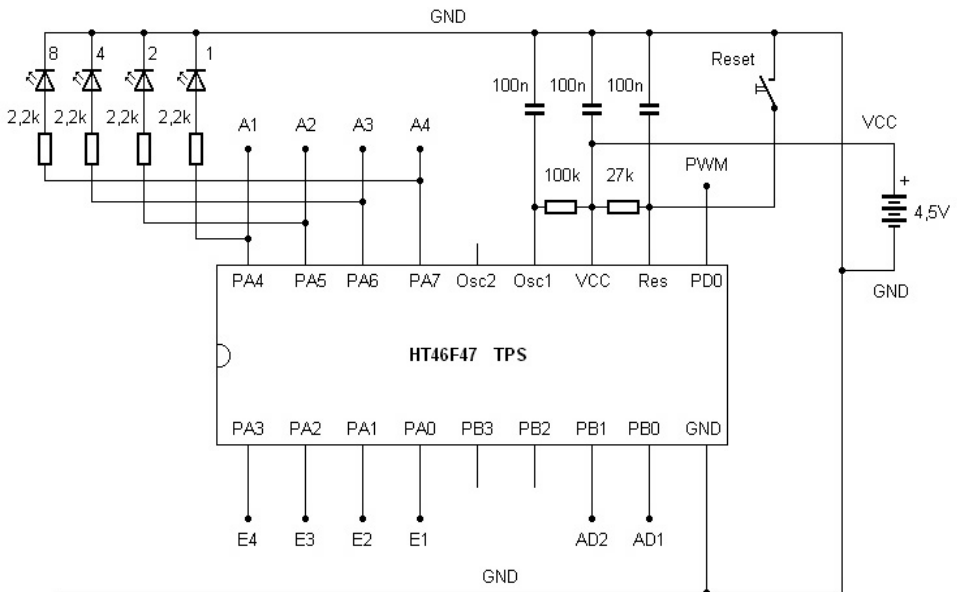 GND
8 4 2 1
Reset
100n 100n 100n
2,2k 2,2k 2,2k 2,2k
A1 A2 A3 A4
VCC
100k 27k PWM
+
4,5V
PA4 PA5 PA6 PA7 Osc2 Osc1 VCC Res PD0
GND
HT46F47 TPS
PA3 PA2 PA1 PA0 PB3 PB2 PB1 PB0 GND
E4 E3 E2 E1 AD2 AD1
GND